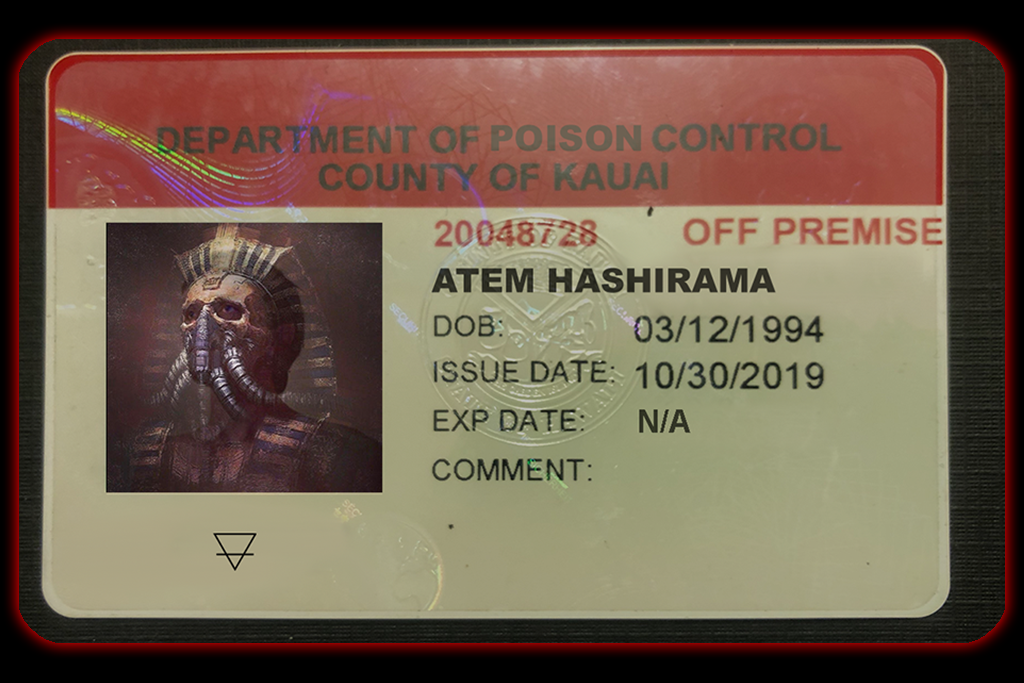 DEPARTMENT OF POISON CONTROL
COUNTY OF KAUAI
20048728 OFF PREMISE
ATEM HASHIRAMA
DOB: 03/12/1994
ISSUE DATE: 10/30/2019
EXP DATE: N/A
COMMENT: